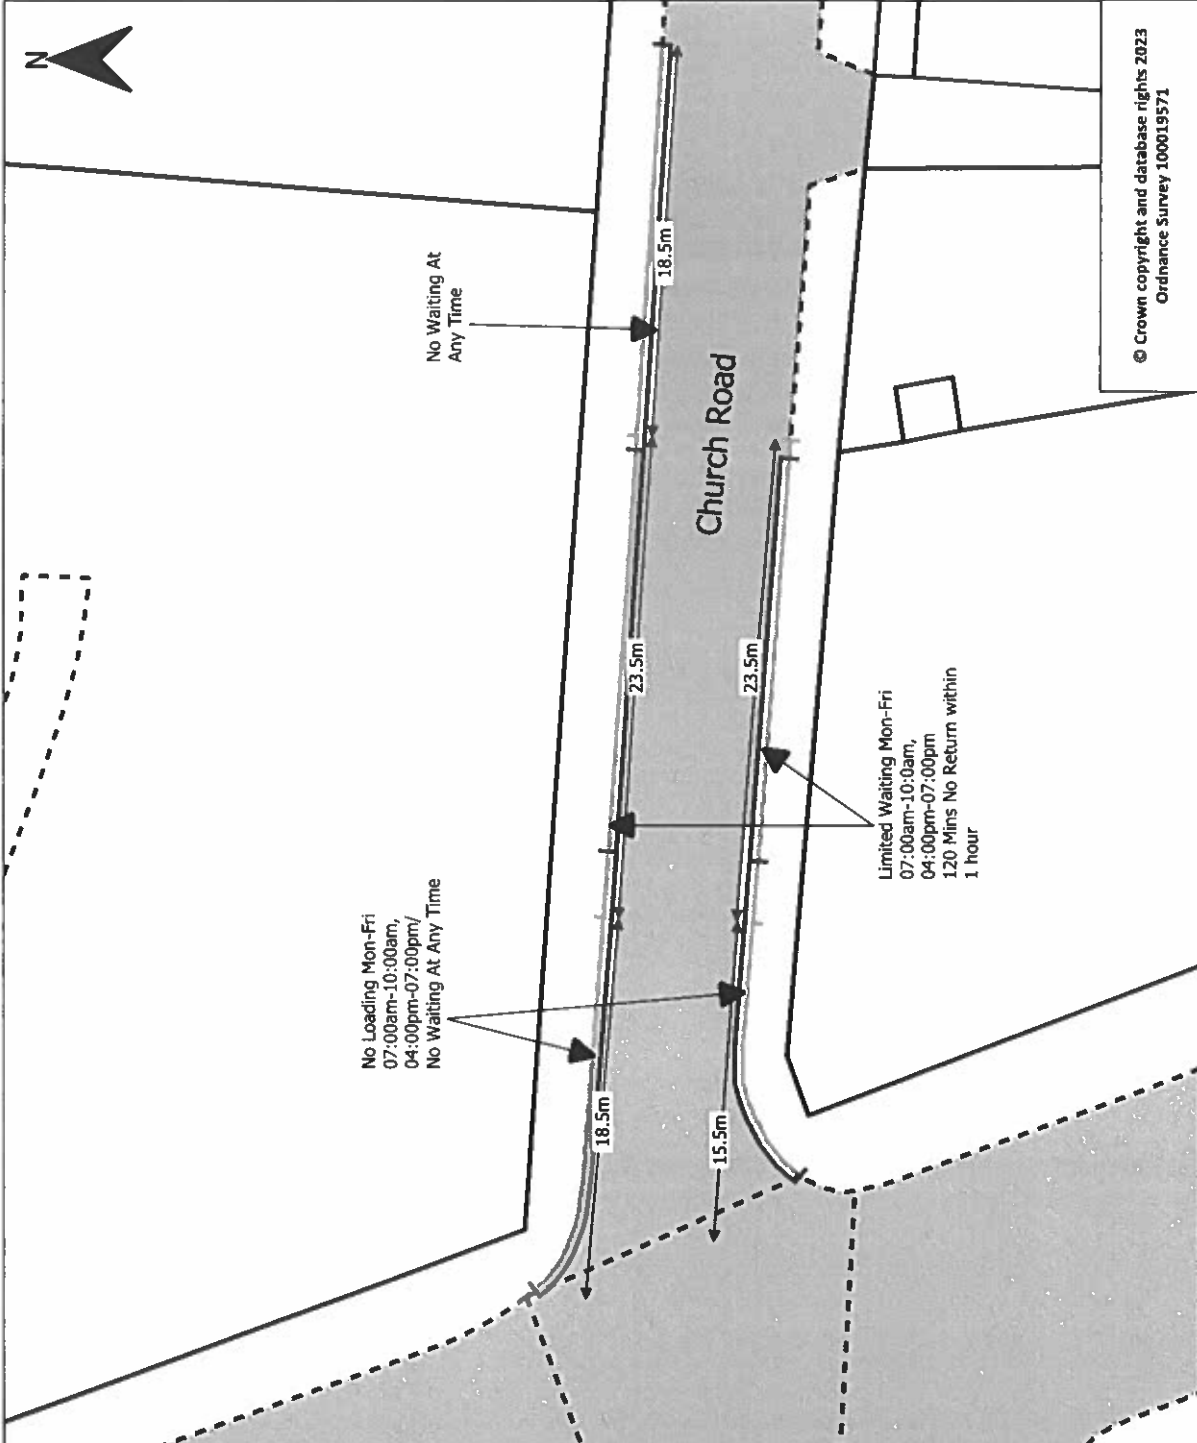 N
No Waiting At
Any Time
18.5m
Church Road
23.5m
23.5m
No Loading Mon-Fri
07:00am-10:00am,
04:00pm-07:00pm/
No Waiting At Any Time
Limited Waiting Mon-Fri
07:00am-10:0am,
04:00pm-07:00pm
120 Mins No Return within
1 hour
18.5m
15.5m
© Crown copyright and database rights 2023
Ordnance Survey 100019571